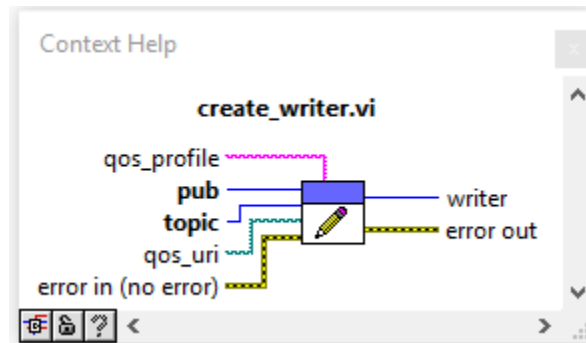 Context Help
create_writer.vi
qos_profile
pub
writer
topic
error out
qos_uri
error in (no error)
?